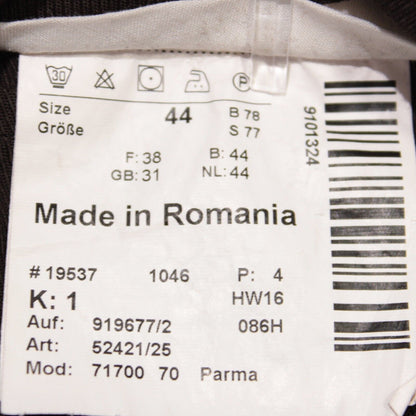 30
P
Size 44 B 78
Größe S 77
F: 38 B: 44
GB: 31 NL: 44
9101324
Made in Romania
# 19537 1046 P: 4
K: 1 HW16
Auf: 919677/2 086H
Art: 52421/25
Mod: 71700 70 Parma